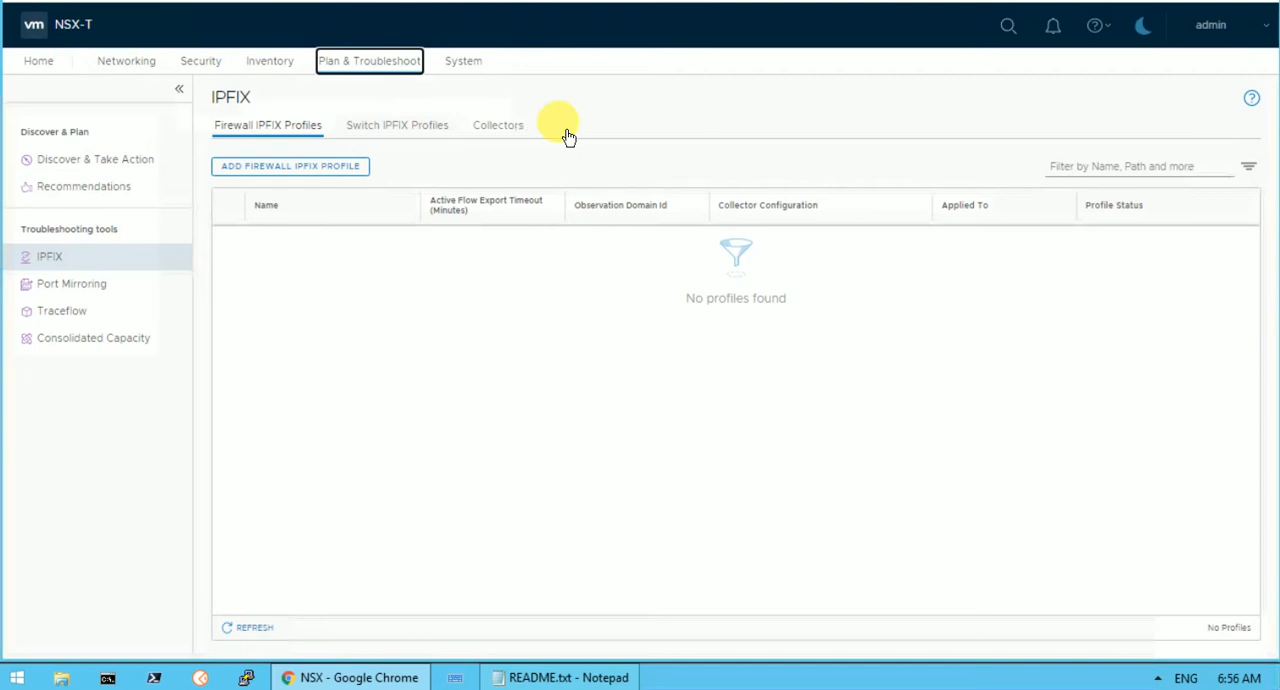 vm NSX-T
admin
Home
Networking
Security
Inventory
Plan & Troubleshoot
System
Discover & Plan
Discover & Take Action
Recommendations
Troubleshooting tools
IPFIX
Port Mirroring
Traceflow
Consolidated Capacity
IPFIX
Firewall IPFIX Profiles
Switch IPFIX Profiles
Collectors
ADD FIREWALL IPFIX PROFILE
Filter by Name, Path and more
Name
Active Flow Export Timeout
(Minutes)
Observation Domain Id
Collector Configuration
Applied To
Profile Status
No profiles found
REFRESH
No Profiles
NSX - Google Chrome
README.txt - Notepad
ENG
6:56 AM